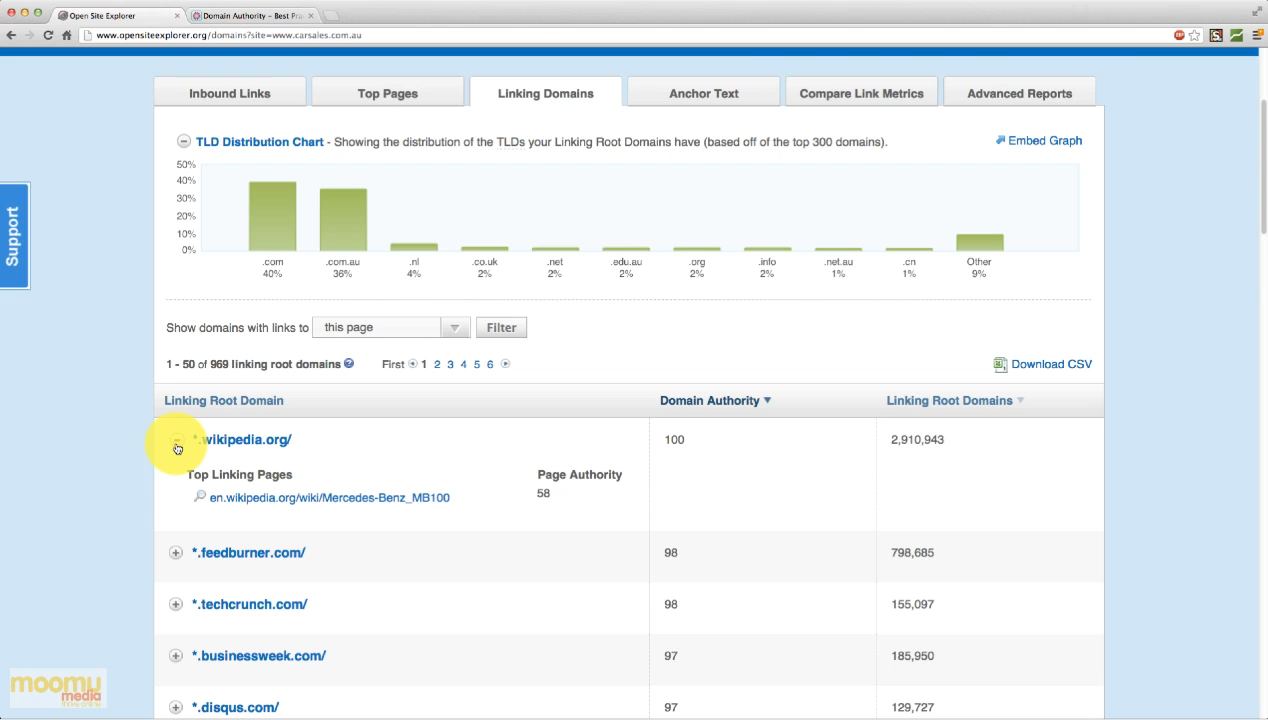 Open Site Explorer
Domain Authority – Best Pra
www.opensiteexplorer.org/domains?site=www.carsales.com.au
Inbound Links
Top Pages
Linking Domains
Anchor Text
Compare Link Metrics
Advanced Reports
TLD Distribution Chart - Showing the distribution of the TLDs your Linking Root Domains have (based off of the top 300 domains).
Embed Graph
50%
40%
30%
20%
10%
0%
.com .com.au .nl .co.uk .net .edu.au .org .info .net.au .cn Other
40% 36% 4% 2% 2% 2% 2% 2% 1% 1% 9%
Support
Show domains with links to this page Filter
1 - 50 of 969 linking root domains First 1 2 3 4 5 6 Download CSV
Linking Root Domain Domain Authority Linking Root Domains
*.wikipedia.org/ 100 2,910,943
Top Linking Pages Page Authority
en.wikipedia.org/wiki/Mercedes-Benz_MB100 58
*.feedburner.com/ 98 798,685
*.techcrunch.com/ 98 155,097
*.businessweek.com/ 97 185,950
*.disqus.com/ 97 129,727
moomu
media